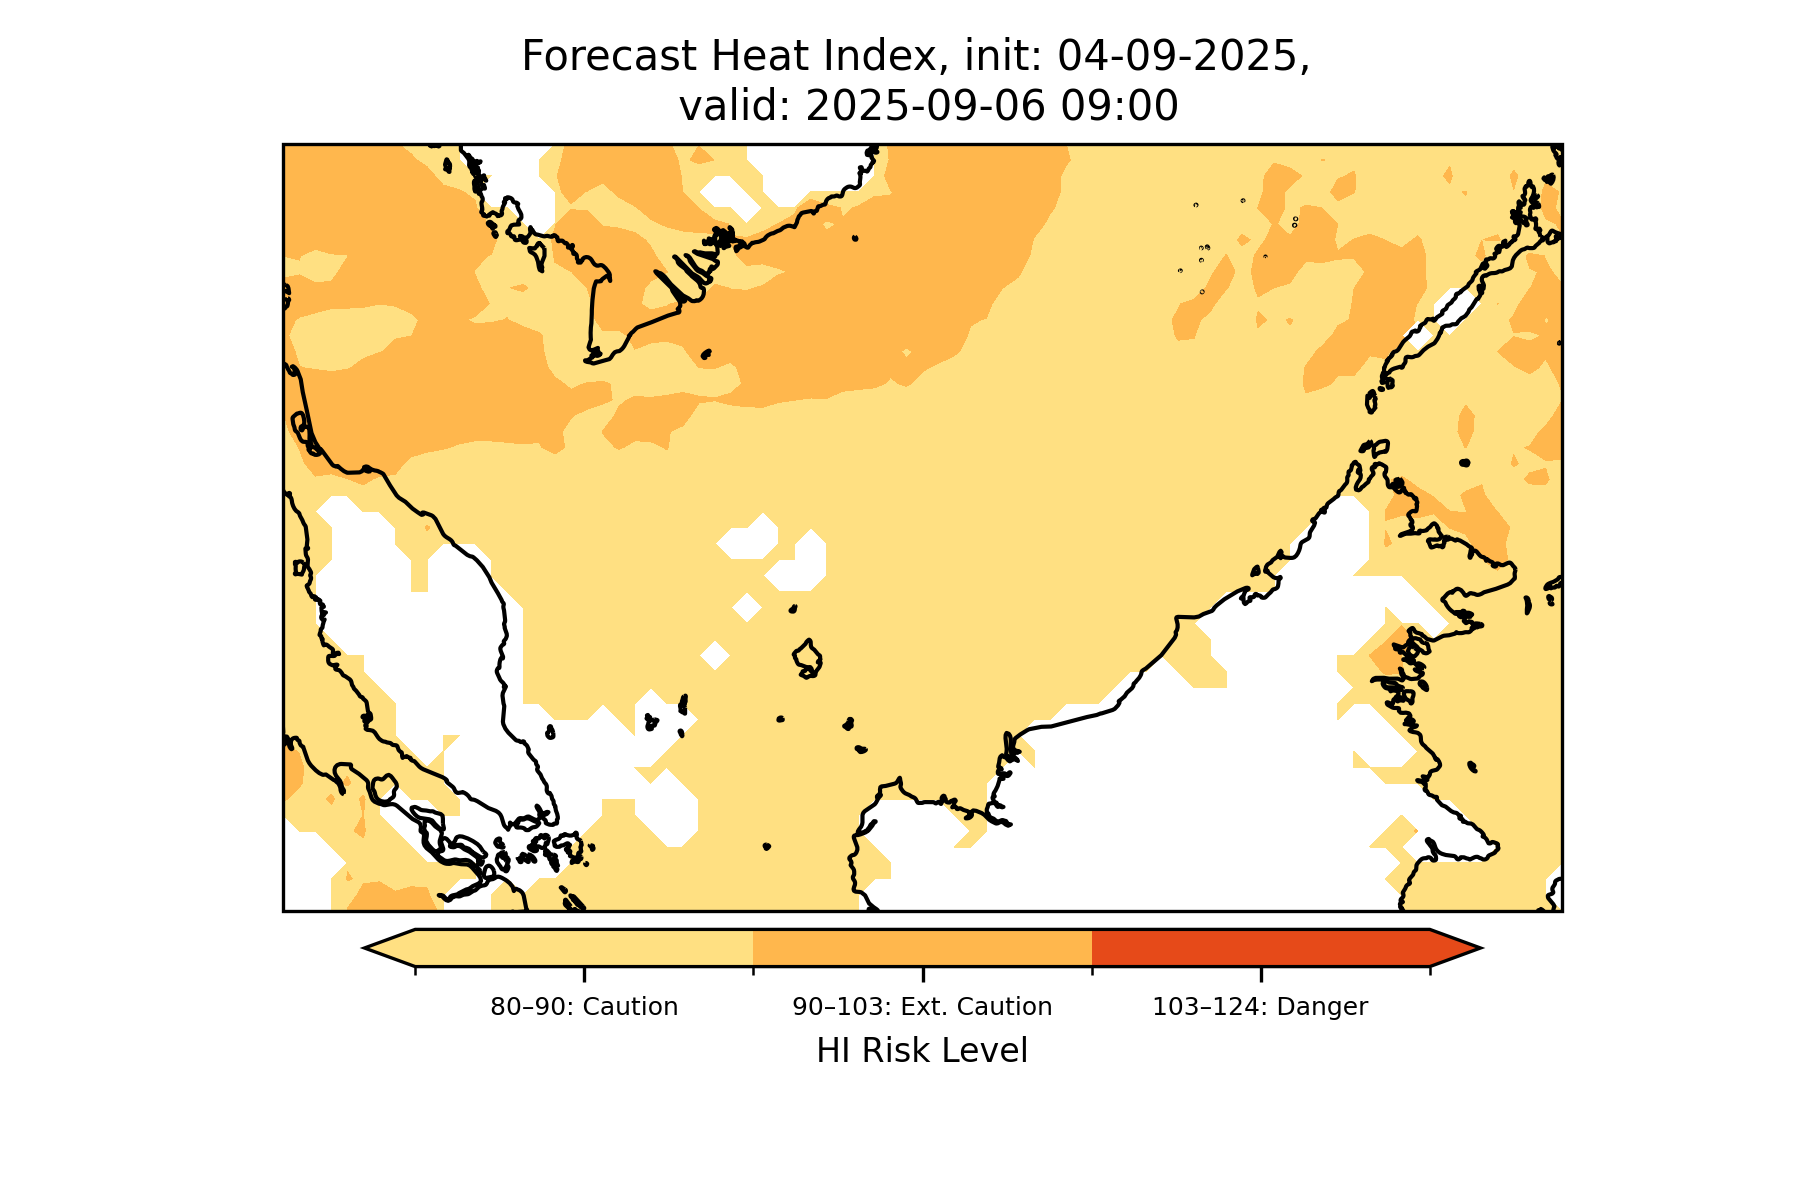 Forecast Heat Index, init: 04-09-2025,
valid: 2025-09-06 09:00
80–90: Caution
90–103: Ext. Caution
103–124: Danger
HI Risk Level